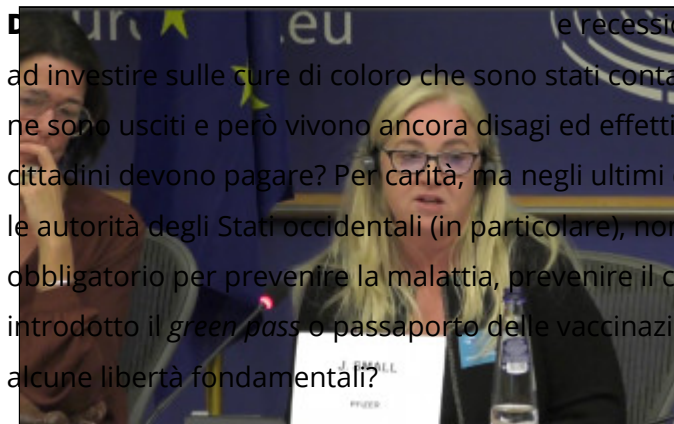 .eu
e recessio
ad investire sulle cure di coloro che sono stati conta
ne sono usciti e però vivono ancora disagi ed effetti
cittadini devono pagare? Per carità, ma negli ultimi
le autorità degli Stati occidentali (in particolare), non
obbligatorio per prevenire la malattia, prevenire il c
introdotto il green pass o passaporto delle vaccinazi
alcune libertà fondamentali?
J. SMALL
PFIZER